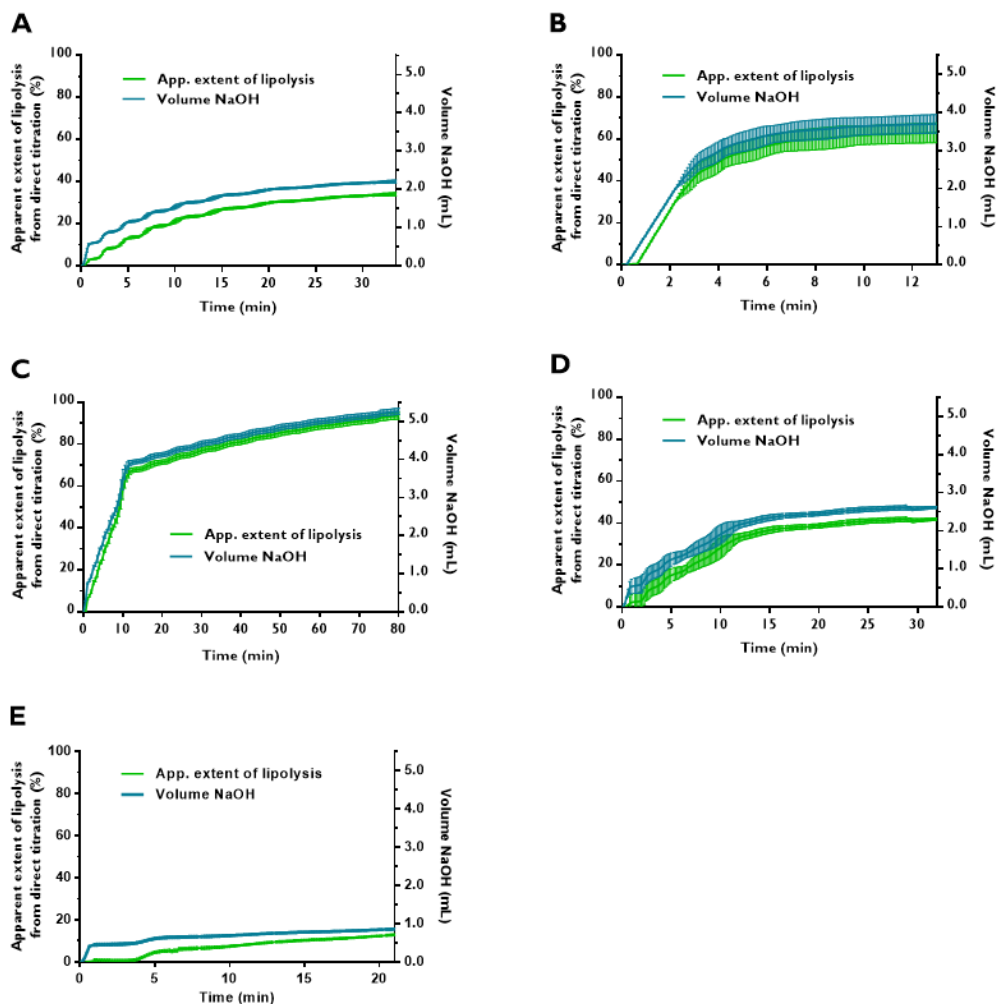 A
Apparent extent of lipolysis
from direct titration (%)
100
80
60
40
20
0
App. extent of lipolysis
Volume NaOH
5.0
4.0
3.0
2.0
1.0
0.0
Volume NaOH (mL)
0 5 10 15 20 25 30
Time (min)
B
Apparent extent of lipolysis
from direct titration (%)
100
80
60
40
20
0
App. extent of lipolysis
Volume NaOH
5.0
4.0
3.0
2.0
1.0
0.0
Volume NaOH (mL)
0 2 4 6 8 10 12
Time (min)
C
Apparent extent of lipolysis
from direct titration (%)
100
80
60
40
20
0
App. extent of lipolysis
Volume NaOH
5.0
4.0
3.0
2.0
1.0
0.0
Volume NaOH (mL)
0 10 20 30 40 50 60 70 80
Time (min)
D
Apparent extent of lipolysis
from direct titration (%)
100
80
60
40
20
0
App. extent of lipolysis
Volume NaOH
5.0
4.0
3.0
2.0
1.0
0.0
Volume NaOH (mL)
0 5 10 15 20 25 30
Time (min)
E
Apparent extent of lipolysis
from direct titration (%)
100
80
60
40
20
0
App. extent of lipolysis
Volume NaOH
5.0
4.0
3.0
2.0
1.0
0.0
Volume NaOH (mL)
0 5 10 15 20
Time (min)